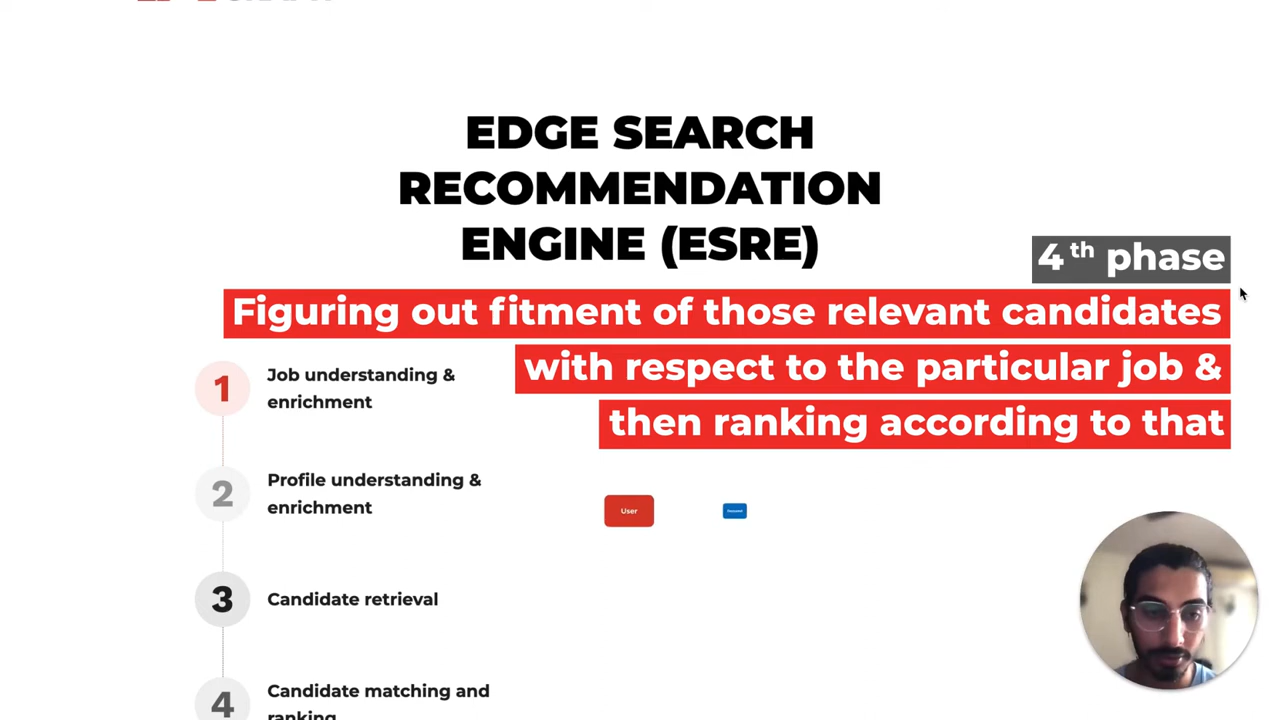 EDGE SEARCH
RECOMMENDATION
ENGINE (ESRE)
4th phase
Figuring out fitment of those relevant candidates
with respect to the particular job &
then ranking according to that
1
Job understanding &
enrichment
2
Profile understanding &
enrichment
User
3
Candidate retrieval
4
Candidate matching and
ranking